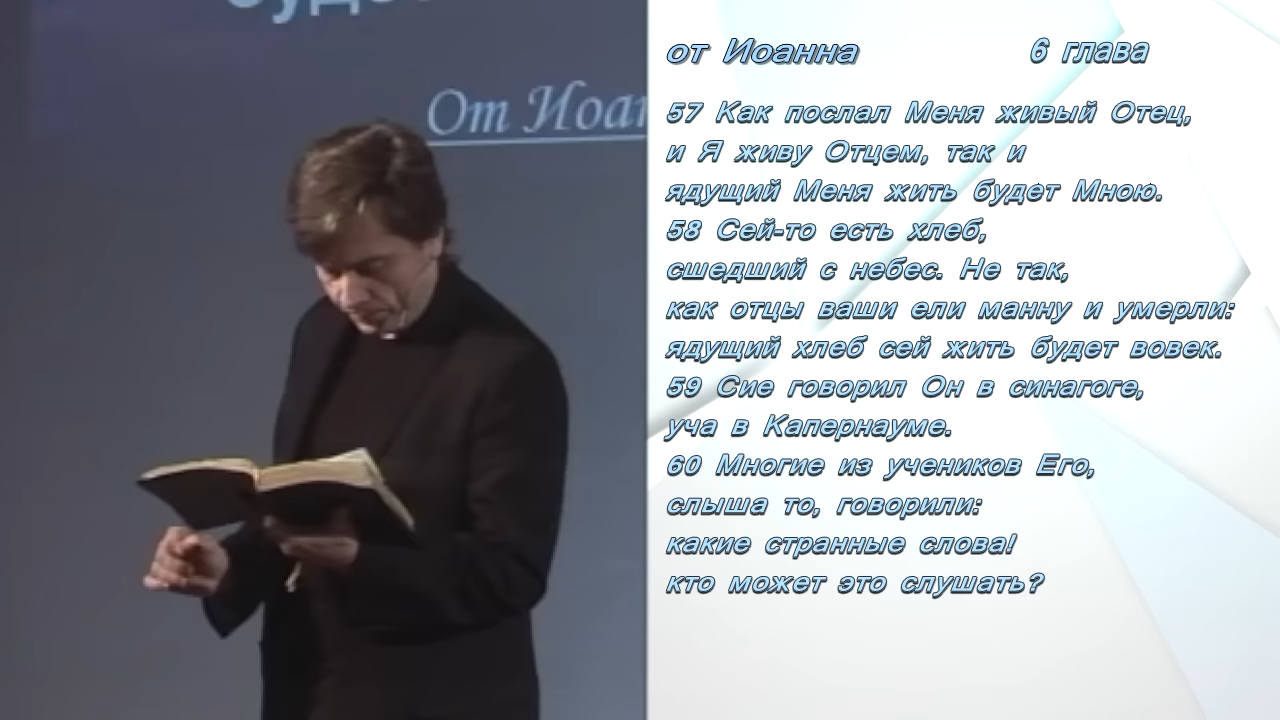 От Иоан
от Иоанна 6 глава
57 Как послал Меня живый Отец,
и Я живу Отцем, так и
ядущий Меня жить будет Мною.
58 Сей-то есть хлеб,
сшедший с небес. Не так,
как отцы ваши ели манну и умерли:
ядущий хлеб сей жить будет вовек.
59 Сие говорил Он в синагоге,
уча в Капернауме.
60 Многие из учеников Его,
слыша то, говорили:
какие странные слова!
кто может это слушать?